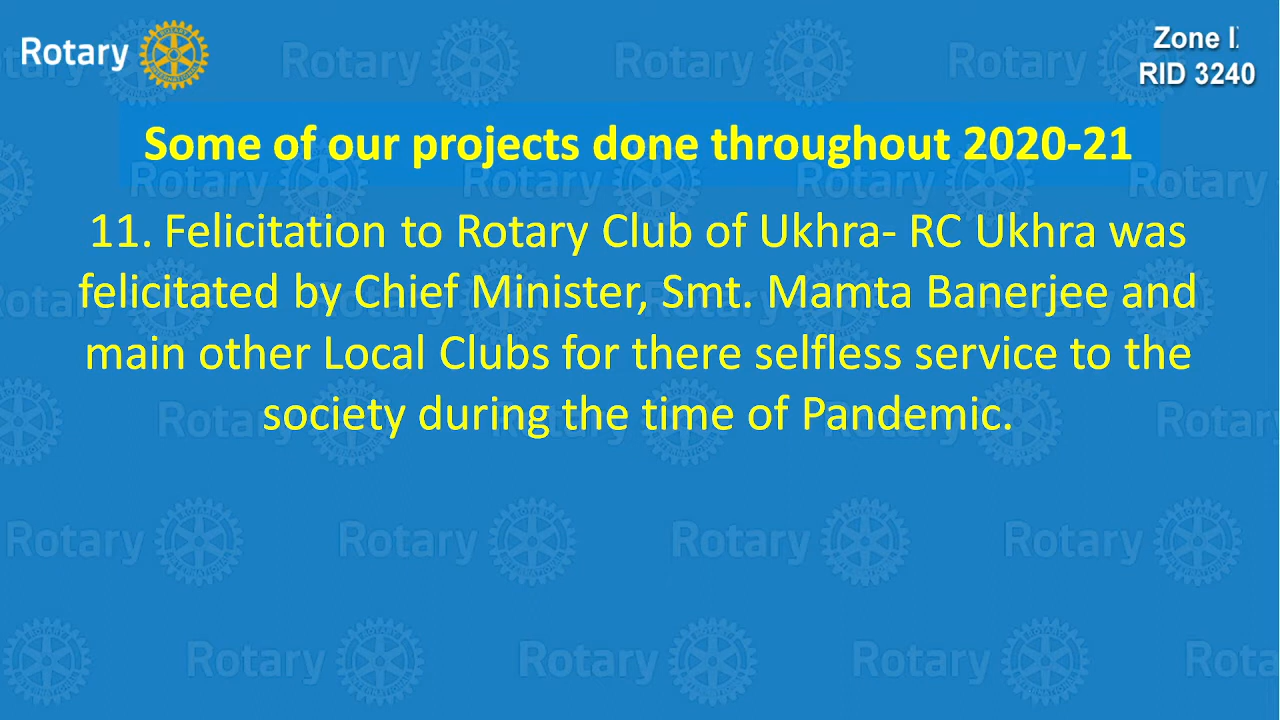 Rotary
Zone I
RID 3240
Some of our projects done throughout 2020-21
11. Felicitation to Rotary Club of Ukhra- RC Ukhra was
felicitated by Chief Minister, Smt. Mamta Banerjee and
main other Local Clubs for there selfless service to the
society during the time of Pandemic.